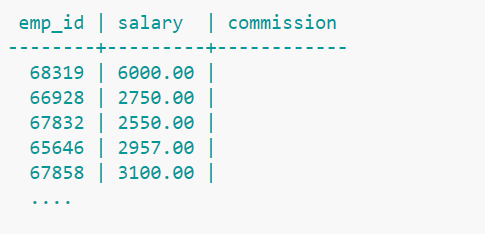 emp_id | salary | commission
--------+---------+------------
68319 | 6000.00 |
66928 | 2750.00 |
67832 | 2550.00 |
65646 | 2957.00 |
67858 | 3100.00 |
....